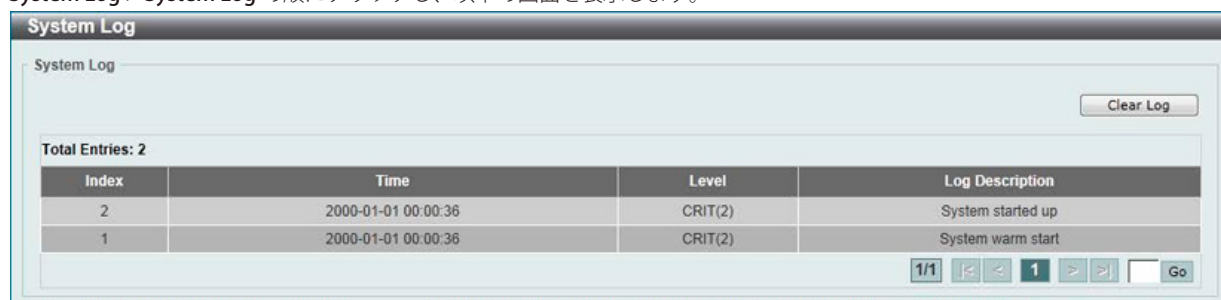 System Log
System Log
Clear Log
Total Entries: 2
Index Time Level Log Description
2 2000-01-01 00:00:36 CRIT(2) System started up
1 2000-01-01 00:00:36 CRIT(2) System warm start
1/1 |< < 1 > >| Go